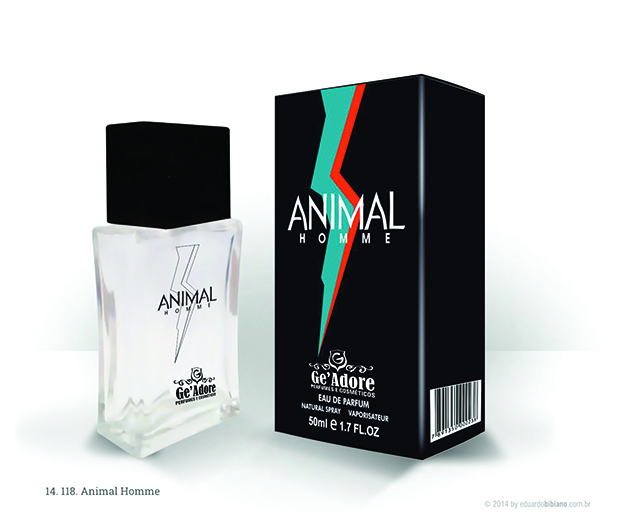 ANIMAL
HOMME
G
Ge'Adore
PERFUMES E COSMÉTICOS
ANIMAL
HOMME
G
Ge'Adore
PERFUMES E COSMÉTICOS
EAU DE PARFUM
NATURAL SPRAY VAPORISATEUR
50ml e 1.7 FL.OZ
14. 118. Animal Homme
© 2014 by eduardobibiano.com.br